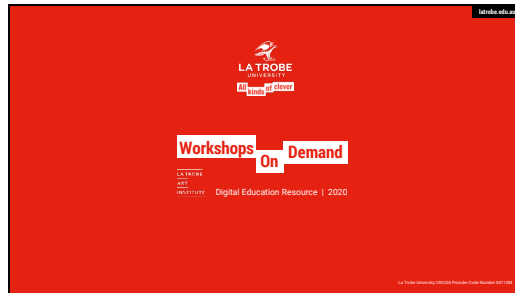 latrobe.edu.au
LA TROBE
UNIVERSITY
All kinds of clever
Workshops On Demand
LA TROBE
ART
INSTITUTE
Digital Education Resource | 2020
La Trobe University CRICOS Provider Code Number 00115M